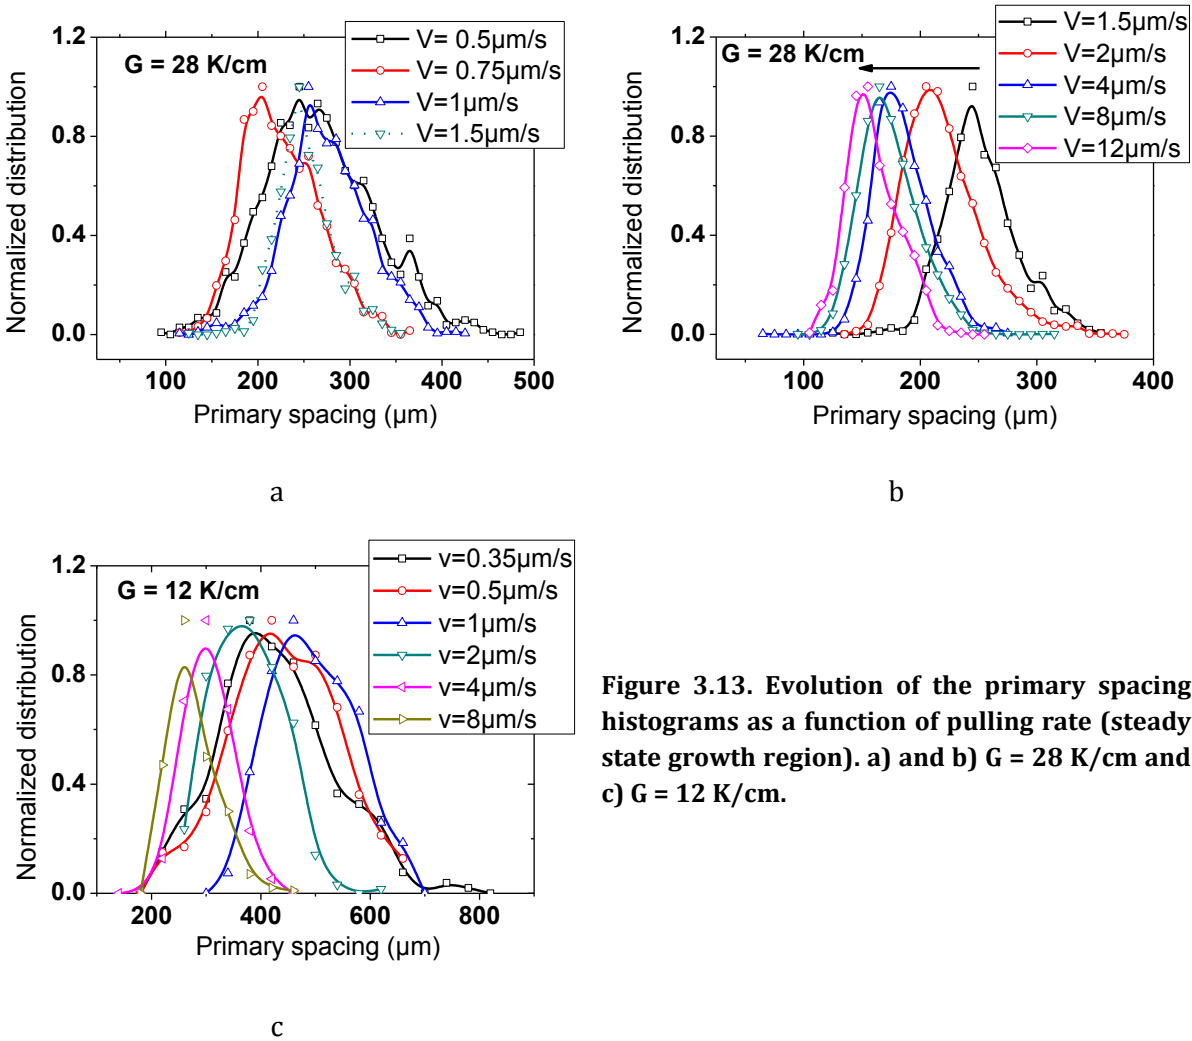 1.2
0.8
0.4
0.0
Normalized distribution
G = 28 K/cm
V= 0.5µm/s
V= 0.75µm/s
V=1µm/s
V=1.5µm/s
100 200 300 400 500
Primary spacing (µm)
a
1.2
0.8
0.4
0.0
Normalized distribution
G = 28 K/cm
V=1.5µm/s
V=2µm/s
V=4µm/s
V=8µm/s
V=12µm/s
100 200 300 400
Primary spacing (µm)
b
1.2
0.8
0.4
0.0
Normalized distribution
G = 12 K/cm
v=0.35µm/s
v=0.5µm/s
v=1µm/s
v=2µm/s
v=4µm/s
v=8µm/s
200 400 600 800
Primary spacing (µm)
c
Figure 3.13. Evolution of the primary spacing
histograms as a function of pulling rate (steady
state growth region). a) and b) G = 28 K/cm and
c) G = 12 K/cm.